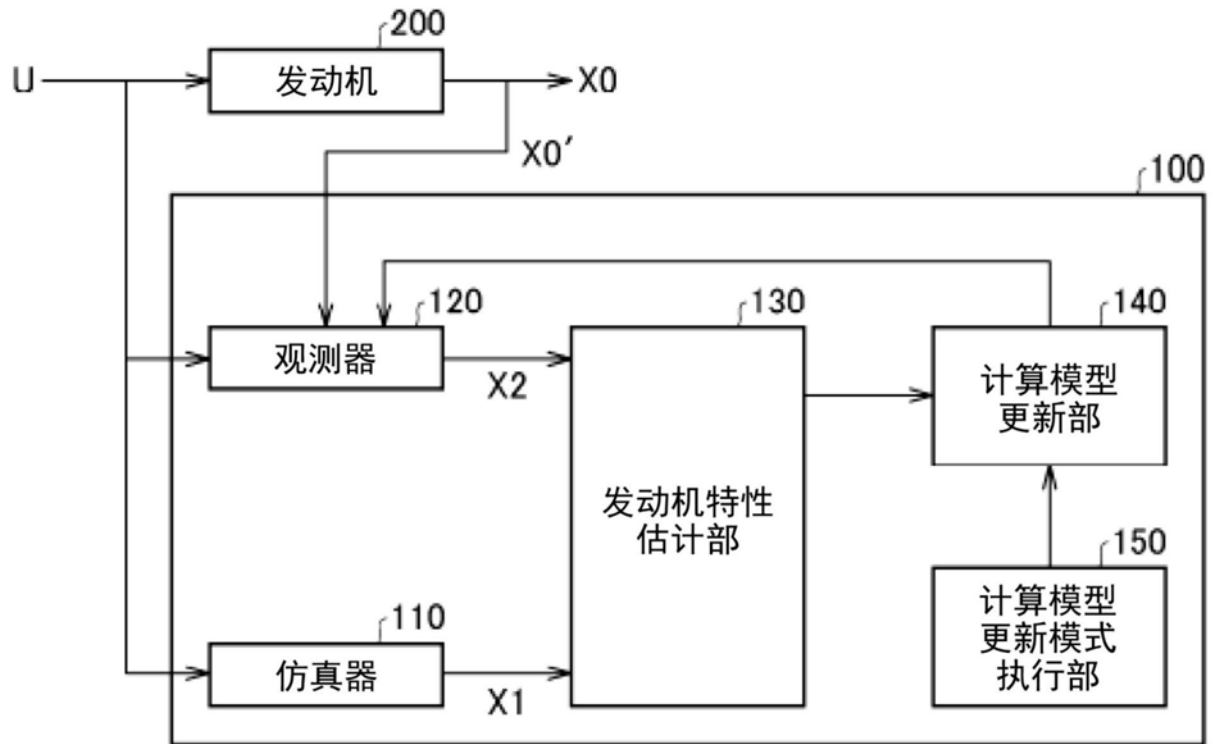 200
U
发动机
X0
X0′
100
120
130
140
观测器
X2
计算模型
更新部
发动机特性
估计部
150
计算模型
更新模式
执行部
110
仿真器
X1